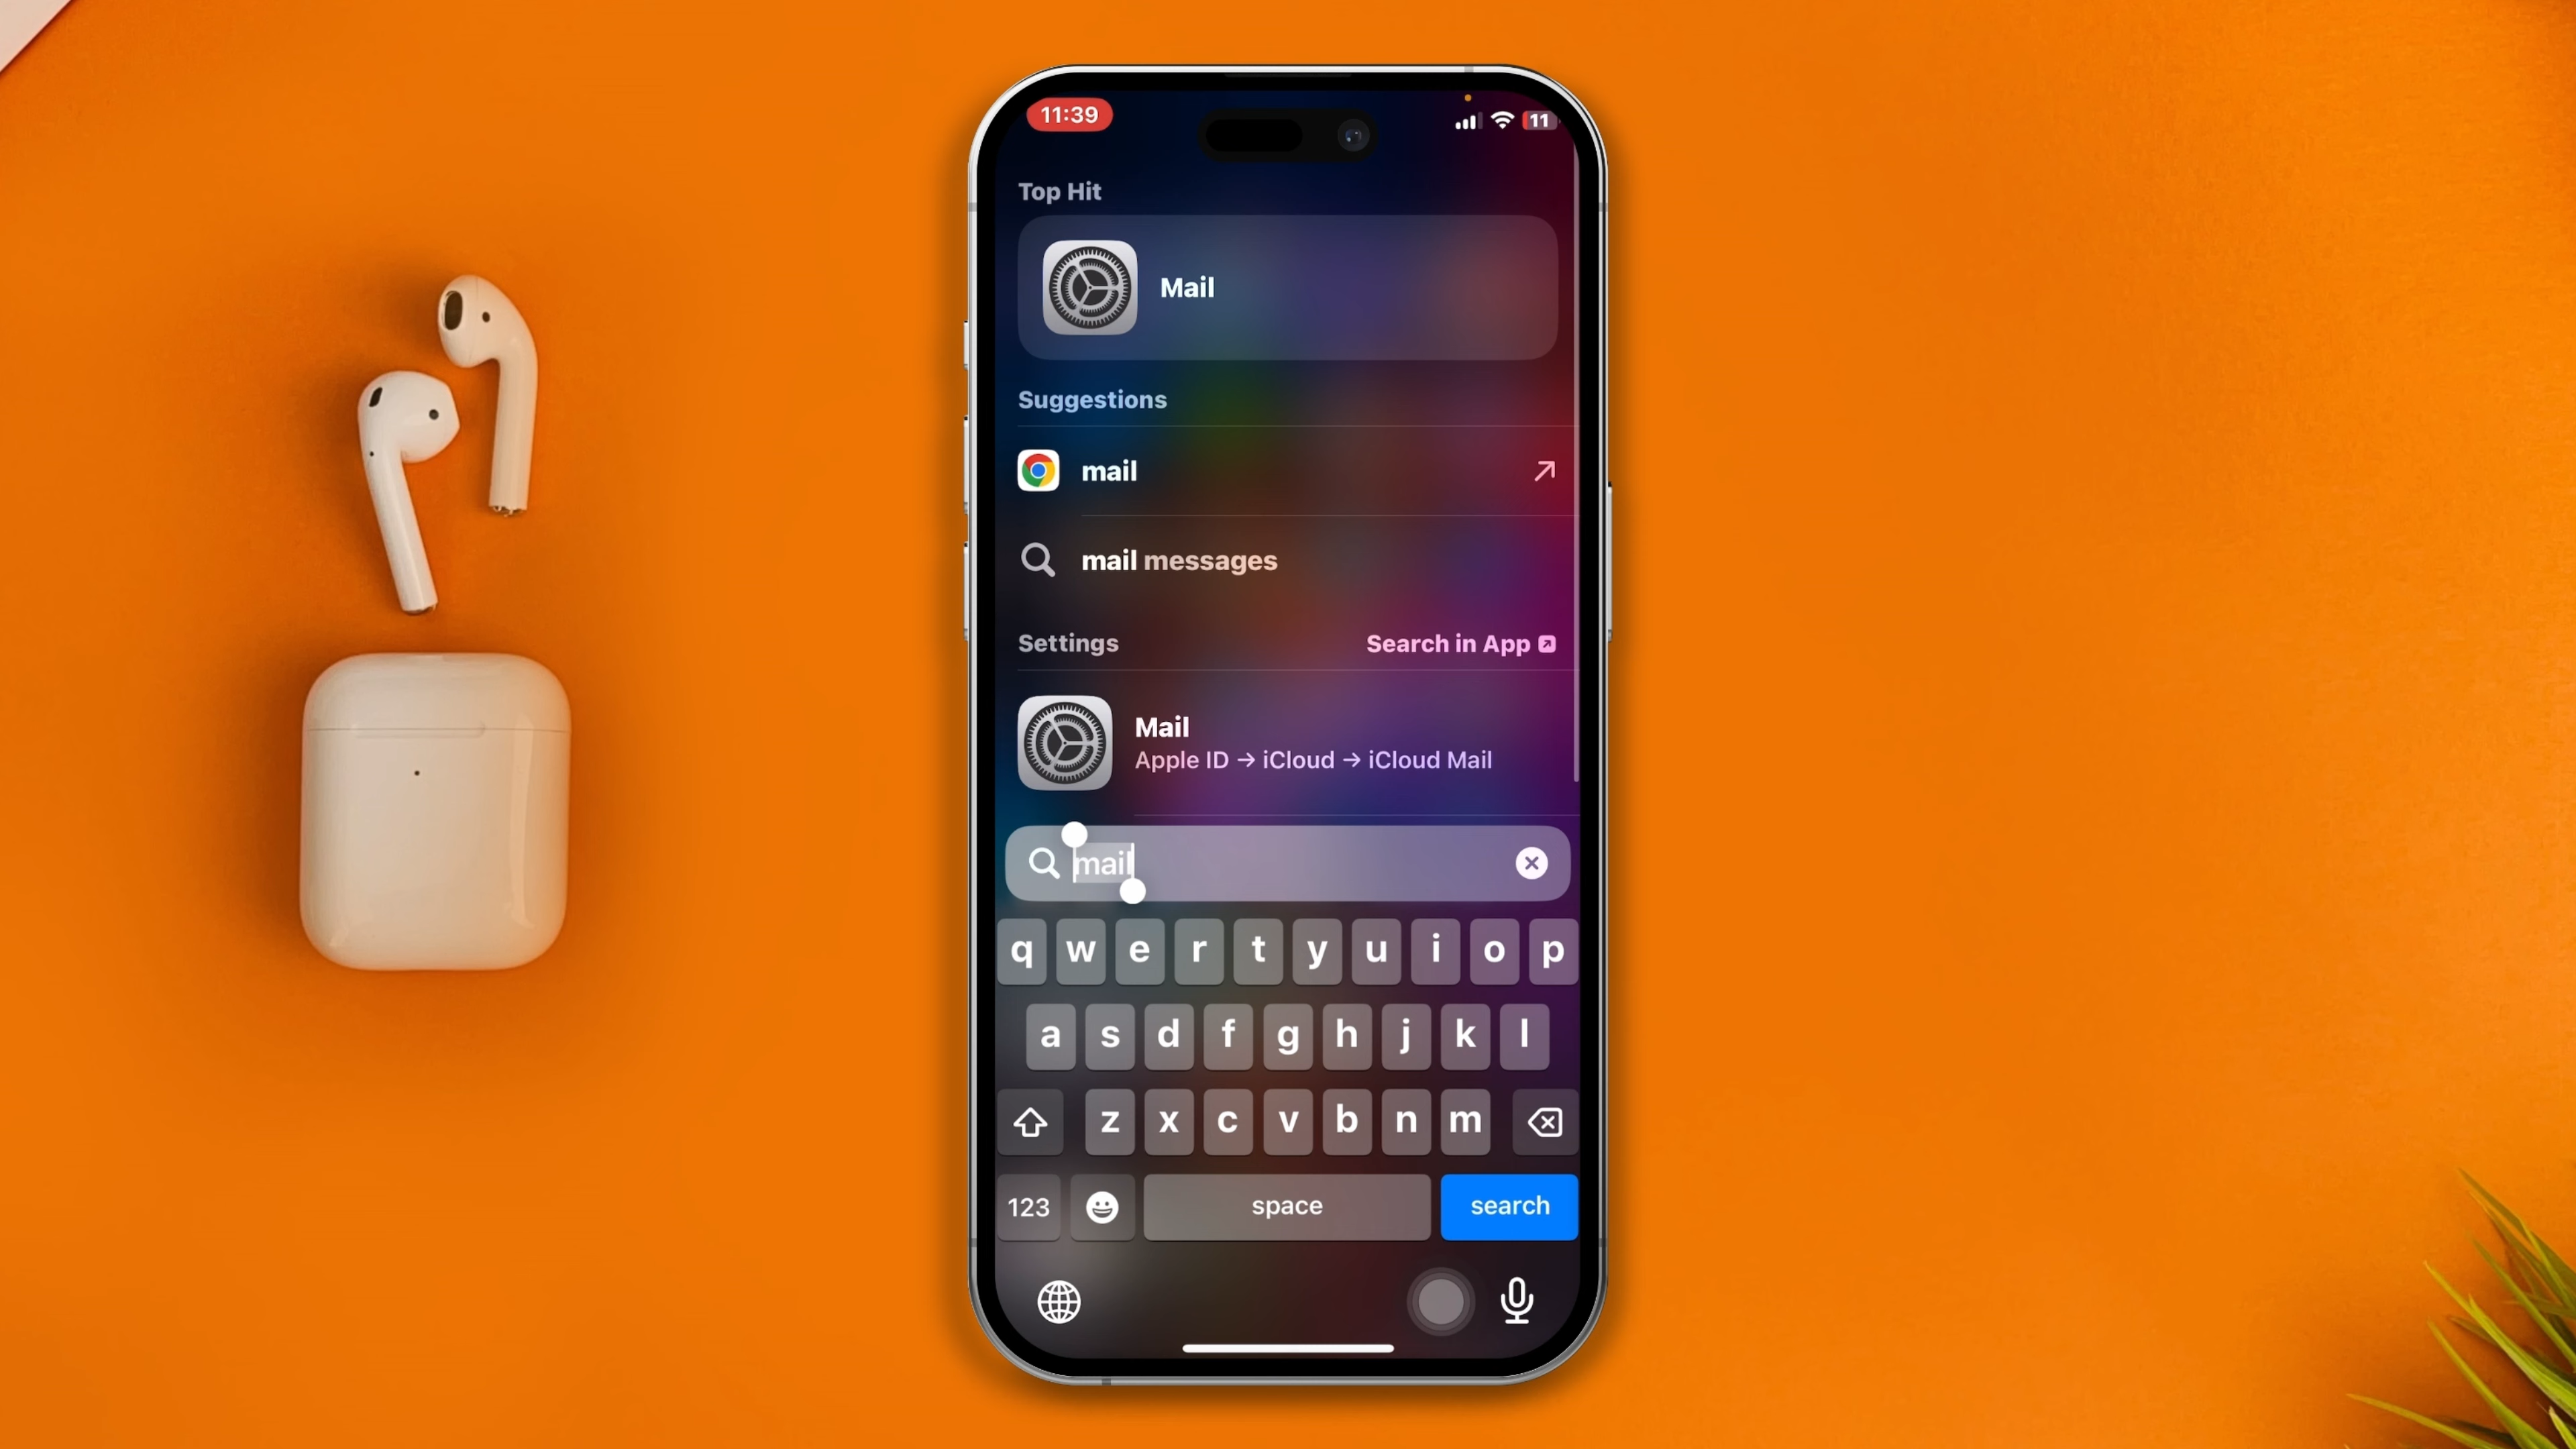 11:39
11
Top Hit
Mail
Suggestions
mail
mail messages
Settings
Search in App
Mail
Apple ID → iCloud → iCloud Mail
mail
q w e r t y u i o p
a s d f g h j k l
z x c v b n m
123
space
search